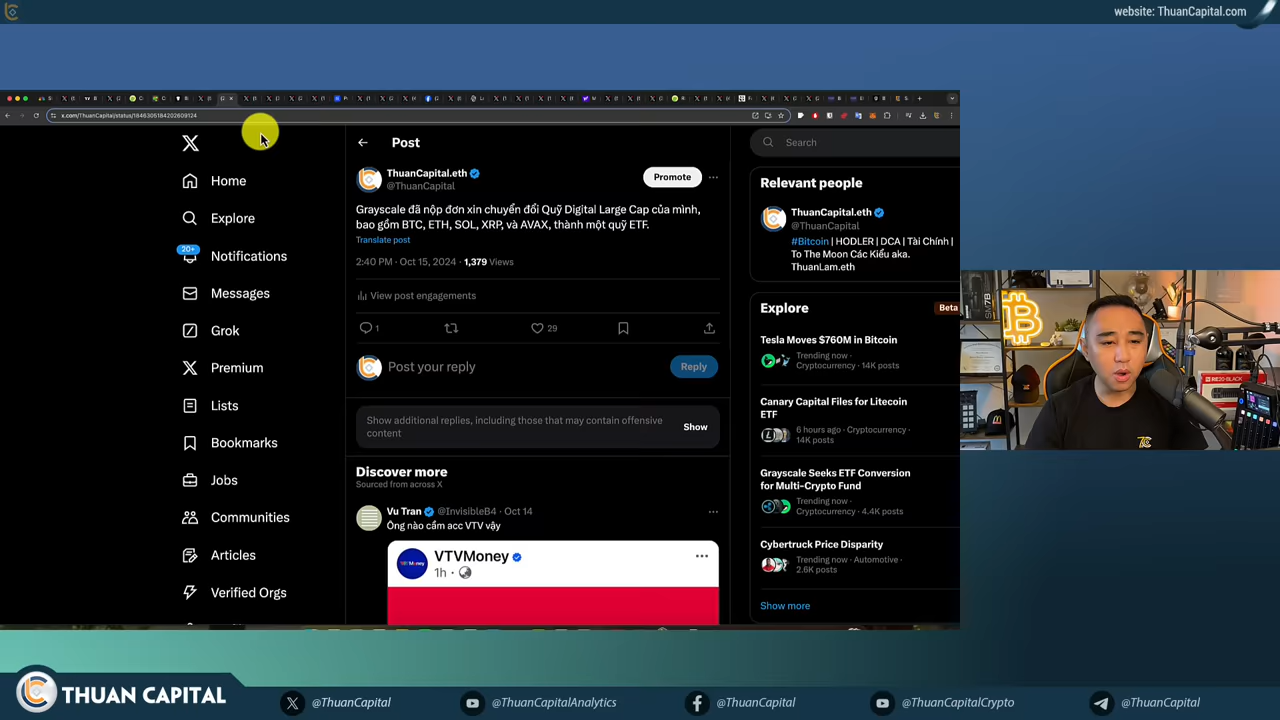 website: ThuanCapital.com
x.com/ThuanCapital/status/1846305184202609124
Home
Explore
20+
Notifications
Messages
Grok
Premium
Lists
Bookmarks
Jobs
Communities
Articles
Verified Orgs
Post
ThuanCapital.eth
@ThuanCapital
Promote
Grayscale đã nộp đơn xin chuyển đổi Quỹ Digital Large Cap của mình,
bao gồm BTC, ETH, SOL, XRP, và AVAX, thành một quỹ ETF.
Translate post
2:40 PM · Oct 15, 2024 · 1,379 Views
View post engagements
1
29
Post your reply
Reply
Show additional replies, including those that may contain offensive
content
Show
Discover more
Sourced from across X
Vu Tran @InvisibleB4 · Oct 14
Ông nào cầm acc VTV vậy
VTVMoney
1h ·
Search
Relevant people
ThuanCapital.eth
@ThuanCapital
#Bitcoin | HODLER | DCA | Tài Chính |
To The Moon Các Kiểu aka.
ThuanLam.eth
Explore
Beta
Tesla Moves $760M in Bitcoin
Trending now ·
Cryptocurrency · 14K posts
Canary Capital Files for Litecoin
ETF
6 hours ago · Cryptocurrency ·
14K posts
Grayscale Seeks ETF Conversion
for Multi-Crypto Fund
Trending now ·
Cryptocurrency · 4.4K posts
Cybertruck Price Disparity
Trending now · Automotive ·
2.6K posts
Show more
SM7B
RE20-BLACK
THUAN CAPITAL
@ThuanCapital
@ThuanCapitalAnalytics
@ThuanCapital
@ThuanCapitalCrypto
@ThuanCapital